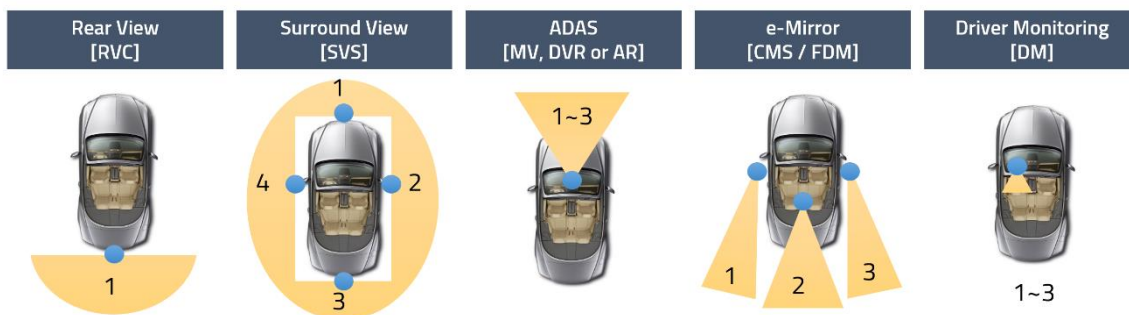 Rear View
[RVC]
Surround View
[SVS]
ADAS
[MV, DVR or AR]
e-Mirror
[CMS / FDM]
Driver Monitoring
[DM]
1
1
4
2
3
1~3
1
2
3
1~3